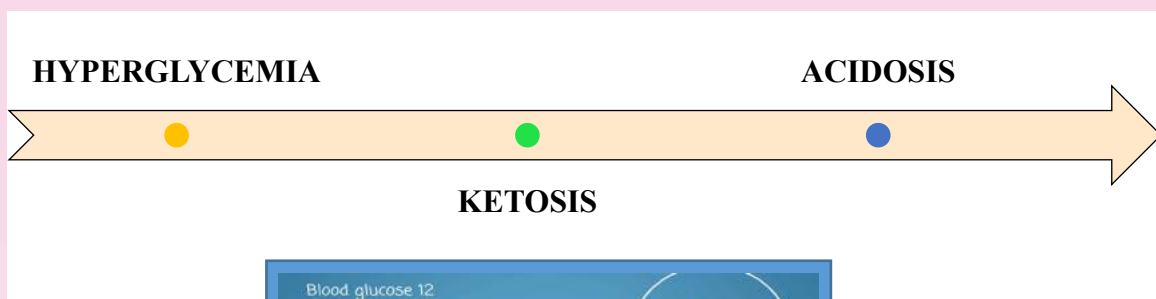 HYPERGLYCEMIA
ACIDOSIS
KETOSIS
Blood glucose 12